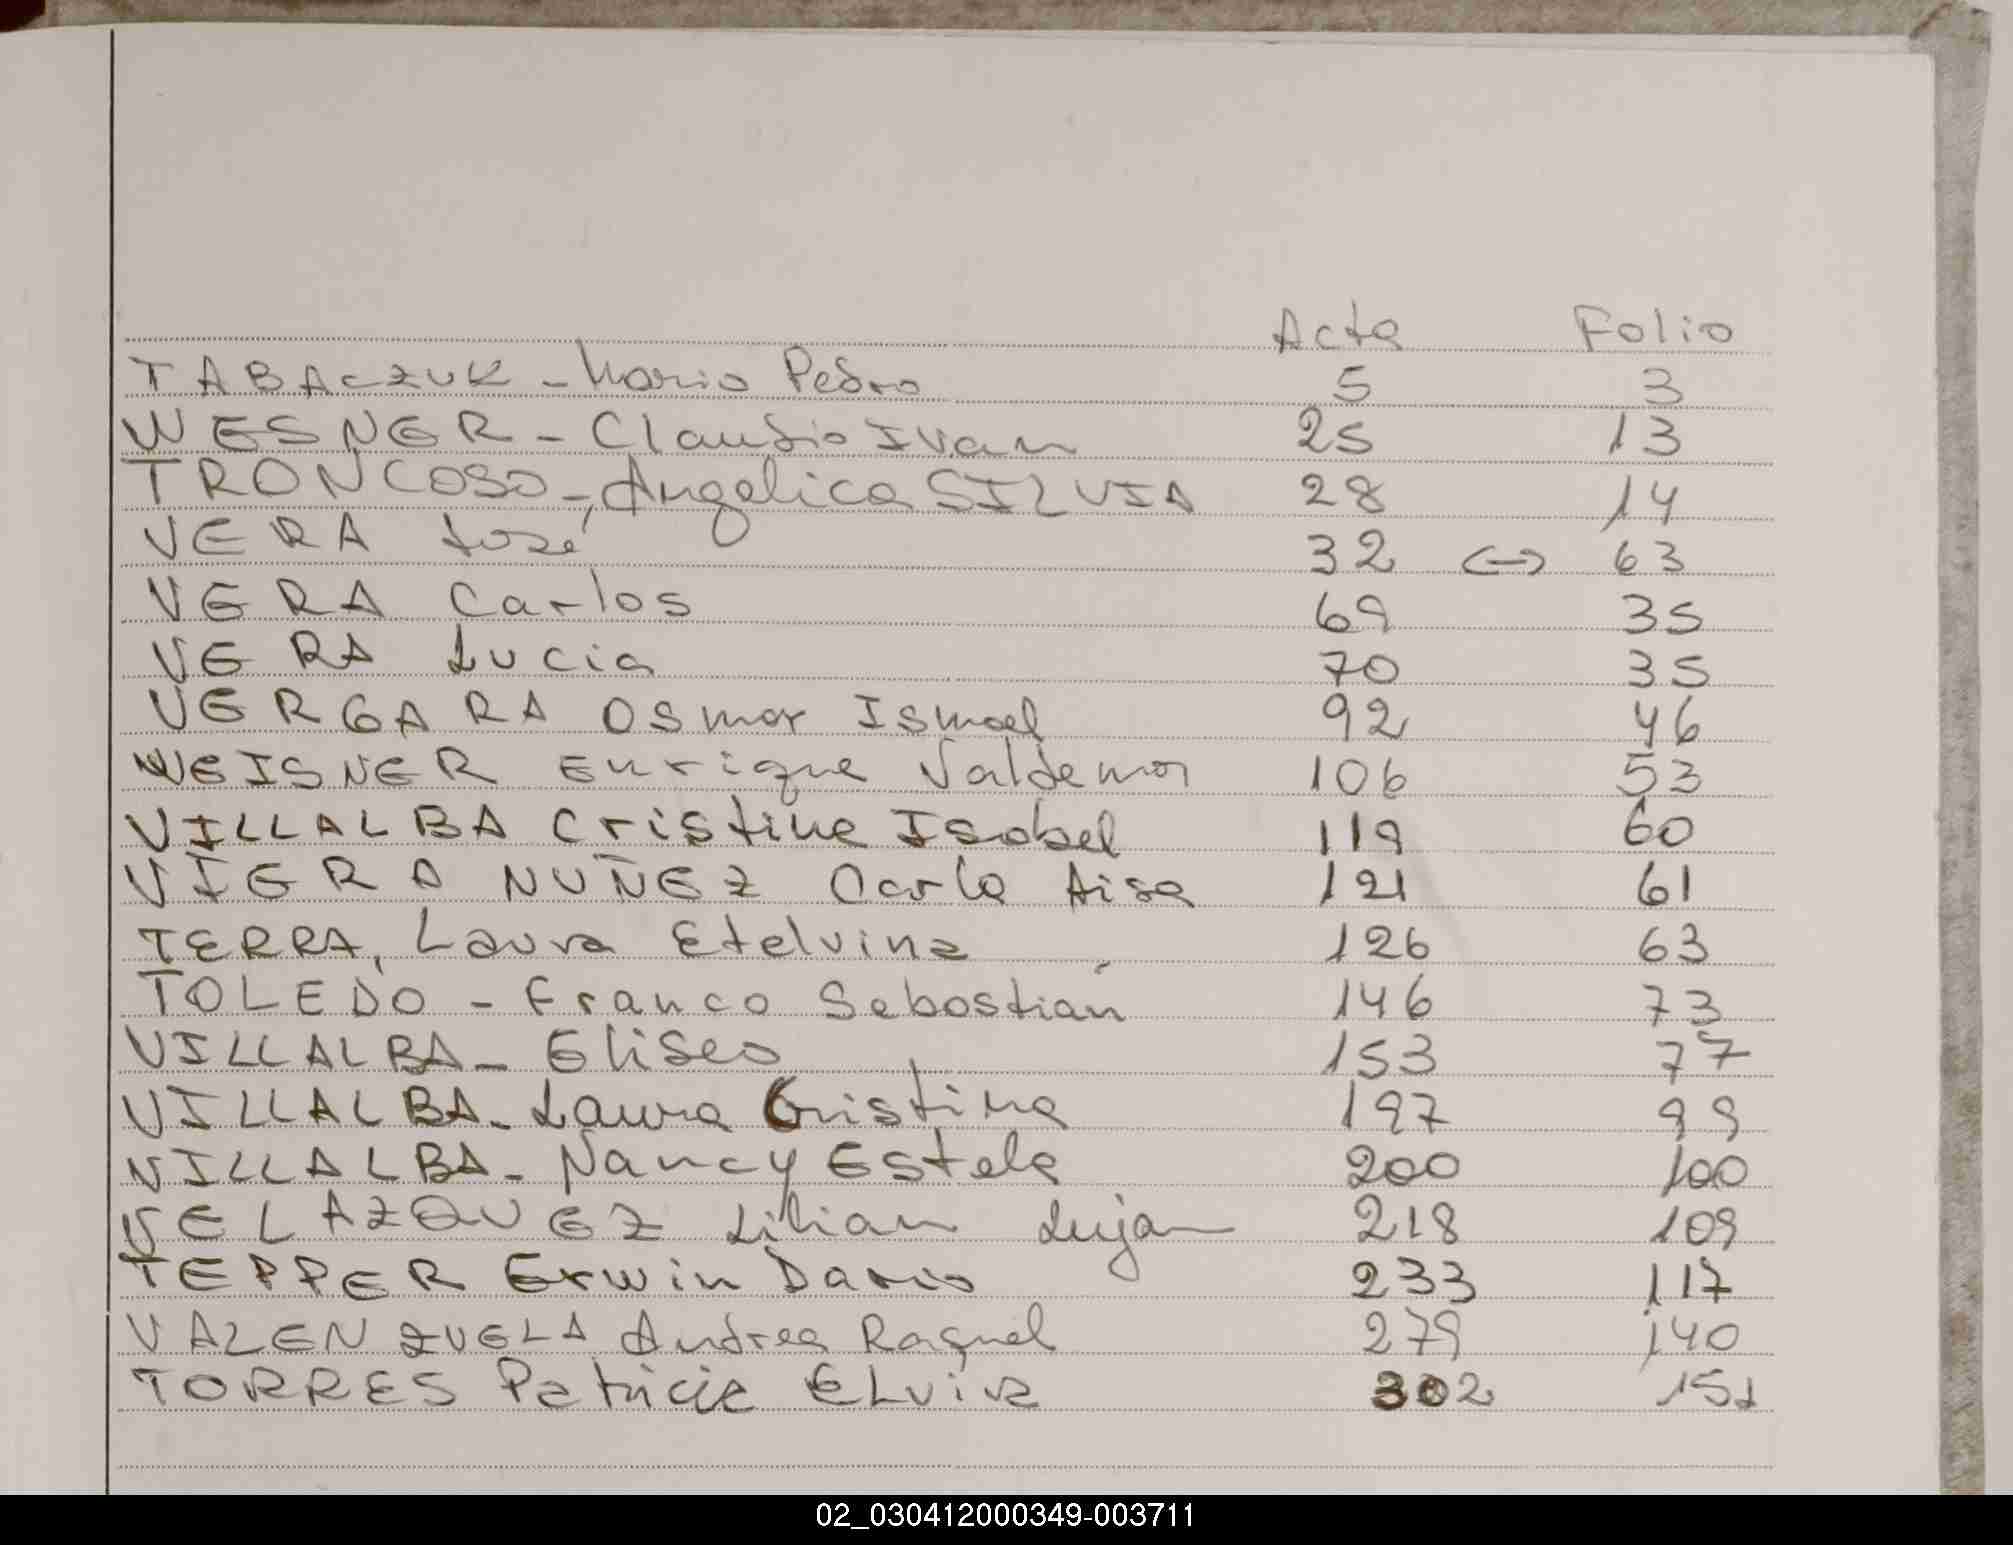 Acta Folio
TABACZUK - Mario Pedro 5 3
WESNER - Claudio Ivan 25 13
TRONCOSO -, Angelica SILVIA 28 14
VERA José 32 <-> 63
VERA Carlos 69 35
VERA Lucia 70 35
VERGARA Osmar Ismael 92 46
WEISNER Enrique Valdemar 106 53
VILLALBA Cristina Isabel 119 60
VIERA NUÑEZ Carla Aisa 121 61
TERRA, Laura Etelvina 126 63
TOLEDO - Franco Sebastián 146 73
VILLALBA - Eliseo 153 77
VILLALBA - Laura Cristina 197 99
VILLALBA - Nancy Estela 200 100
VELAZQUEZ Lilian Lujan 218 109
TEPPER Erwin Dario 233 117
VALENZUELA Andrea Raquel 279 140
TORRES Patricia ELvira 302 151
02_030412000349-003711